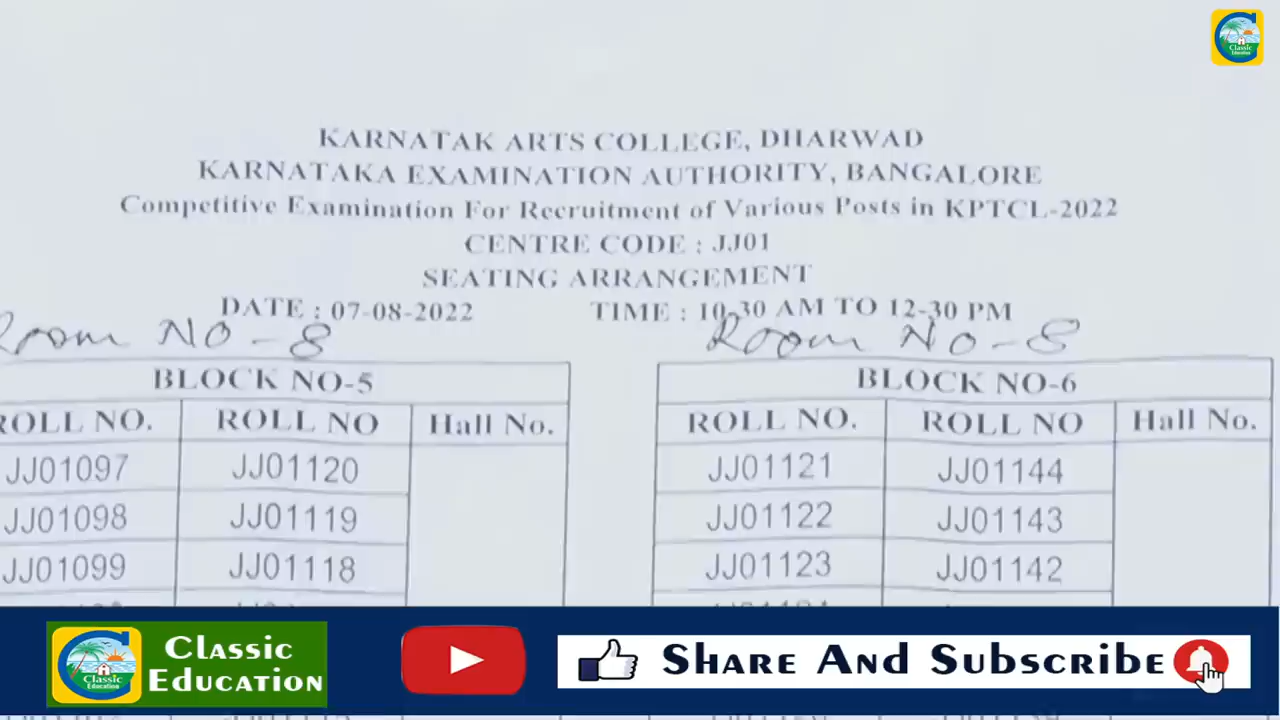 Classic
Education
KARNATAK ARTS COLLEGE, DHARWAD
KARNATAKA EXAMINATION AUTHORITY, BANGALORE
Competitive Examination For Recruitment of Various Posts in KPTCL-2022
CENTRE CODE : JJ01
SEATING ARRANGEMENT
DATE : 07-08-2022 TIME : 10-30 AM TO 12-30 PM
Room NO - 8 Room NO - 8
BLOCK NO-5 BLOCK NO-6
ROLL NO. ROLL NO Hall No. ROLL NO. ROLL NO Hall No.
JJ01097 JJ01120 JJ01121 JJ01144
JJ01098 JJ01119 JJ01122 JJ01143
JJ01099 JJ01118 JJ01123 JJ01142
Classic
Education
Classic
Education
Share And Subscribe